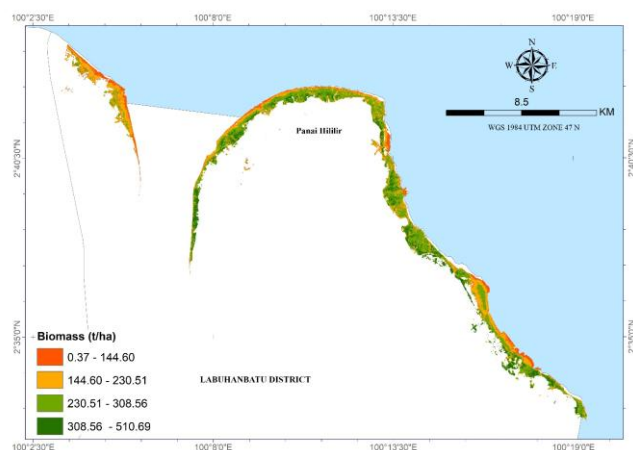 100°2'30"E 100°8'0"E 100°13'30"E 100°19'0"E
N
W E
S
8.5
KM
WGS 1984 UTM ZONE 47 N
Panai Hililir
2°40'30"N
2°35'0"N
Biomass (t/ha)
0.37 - 144.60
144.60 - 230.51
230.51 - 308.56
308.56 - 510.69
LABUHANBATU DISTRICT
2°35'0"N
100°2'30"E 100°8'0"E 100°13'30"E 100°19'0"E